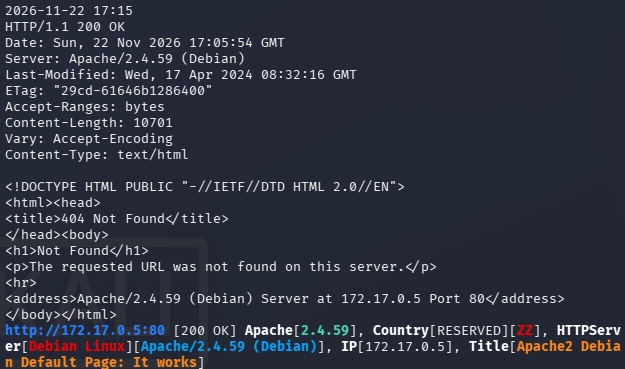 2026-11-22 17:15
HTTP/1.1 200 OK
Date: Sun, 22 Nov 2026 17:05:54 GMT
Server: Apache/2.4.59 (Debian)
Last-Modified: Wed, 17 Apr 2024 08:32:16 GMT
ETag: "29cd-61646b1286400"
Accept-Ranges: bytes
Content-Length: 10701
Vary: Accept-Encoding
Content-Type: text/html

<!DOCTYPE HTML PUBLIC "-//IETF//DTD HTML 2.0//EN">
<html><head>
<title>404 Not Found</title>
</head><body>
<h1>Not Found</h1>
<p>The requested URL was not found on this server.</p>
<hr>
<address>Apache/2.4.59 (Debian) Server at 172.17.0.5 Port 80</address>
</body></html>
http://172.17.0.5:80 [200 OK] Apache[2.4.59], Country[RESERVED][ZZ], HTTPServ
er[Debian Linux][Apache/2.4.59 (Debian)], IP[172.17.0.5], Title[Apache2 Debia
n Default Page: It works]